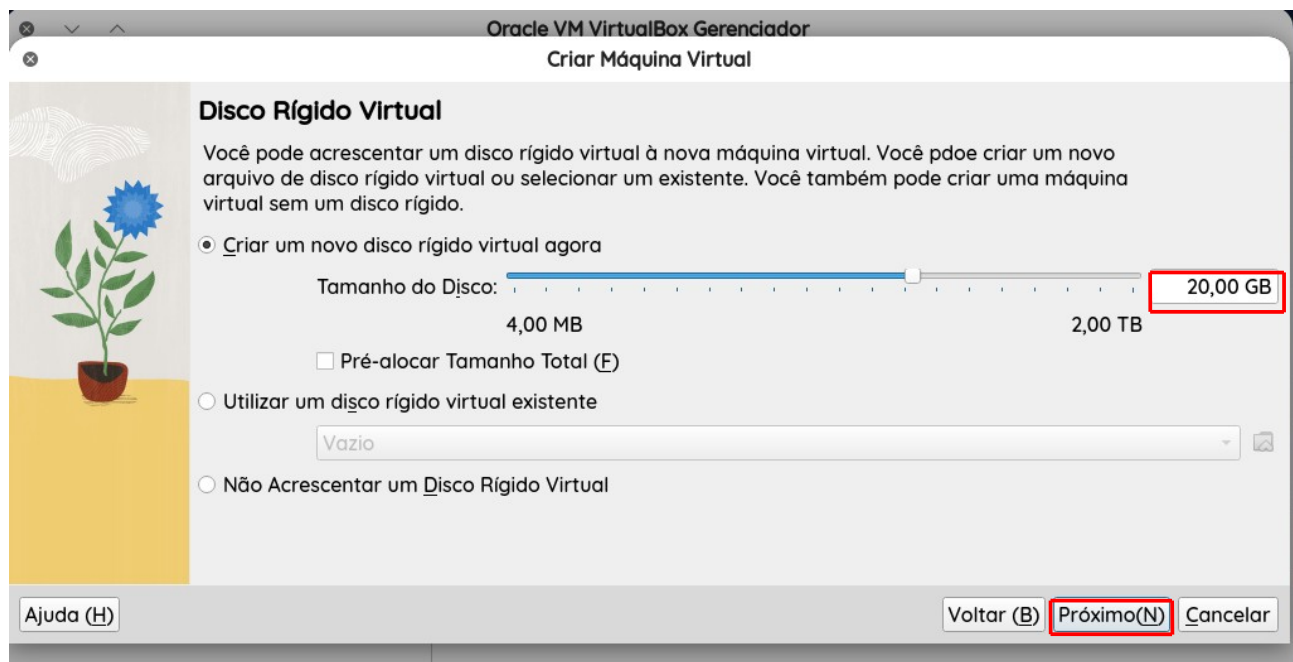 Oracle VM VirtualBox Gerenciador
Criar Máquina Virtual
Disco Rígido Virtual
Você pode acrescentar um disco rígido virtual à nova máquina virtual. Você pdoe criar um novo
arquivo de disco rígido virtual ou selecionar um existente. Você também pode criar uma máquina
virtual sem um disco rígido.
Criar um novo disco rígido virtual agora
Tamanho do Disco: 20,00 GB
4,00 MB 2,00 TB
Pré-alocar Tamanho Total (F)
Utilizar um disco rígido virtual existente
Vazio
Não Acrescentar um Disco Rígido Virtual
Ajuda (H) Voltar (B) Próximo(N) Cancelar